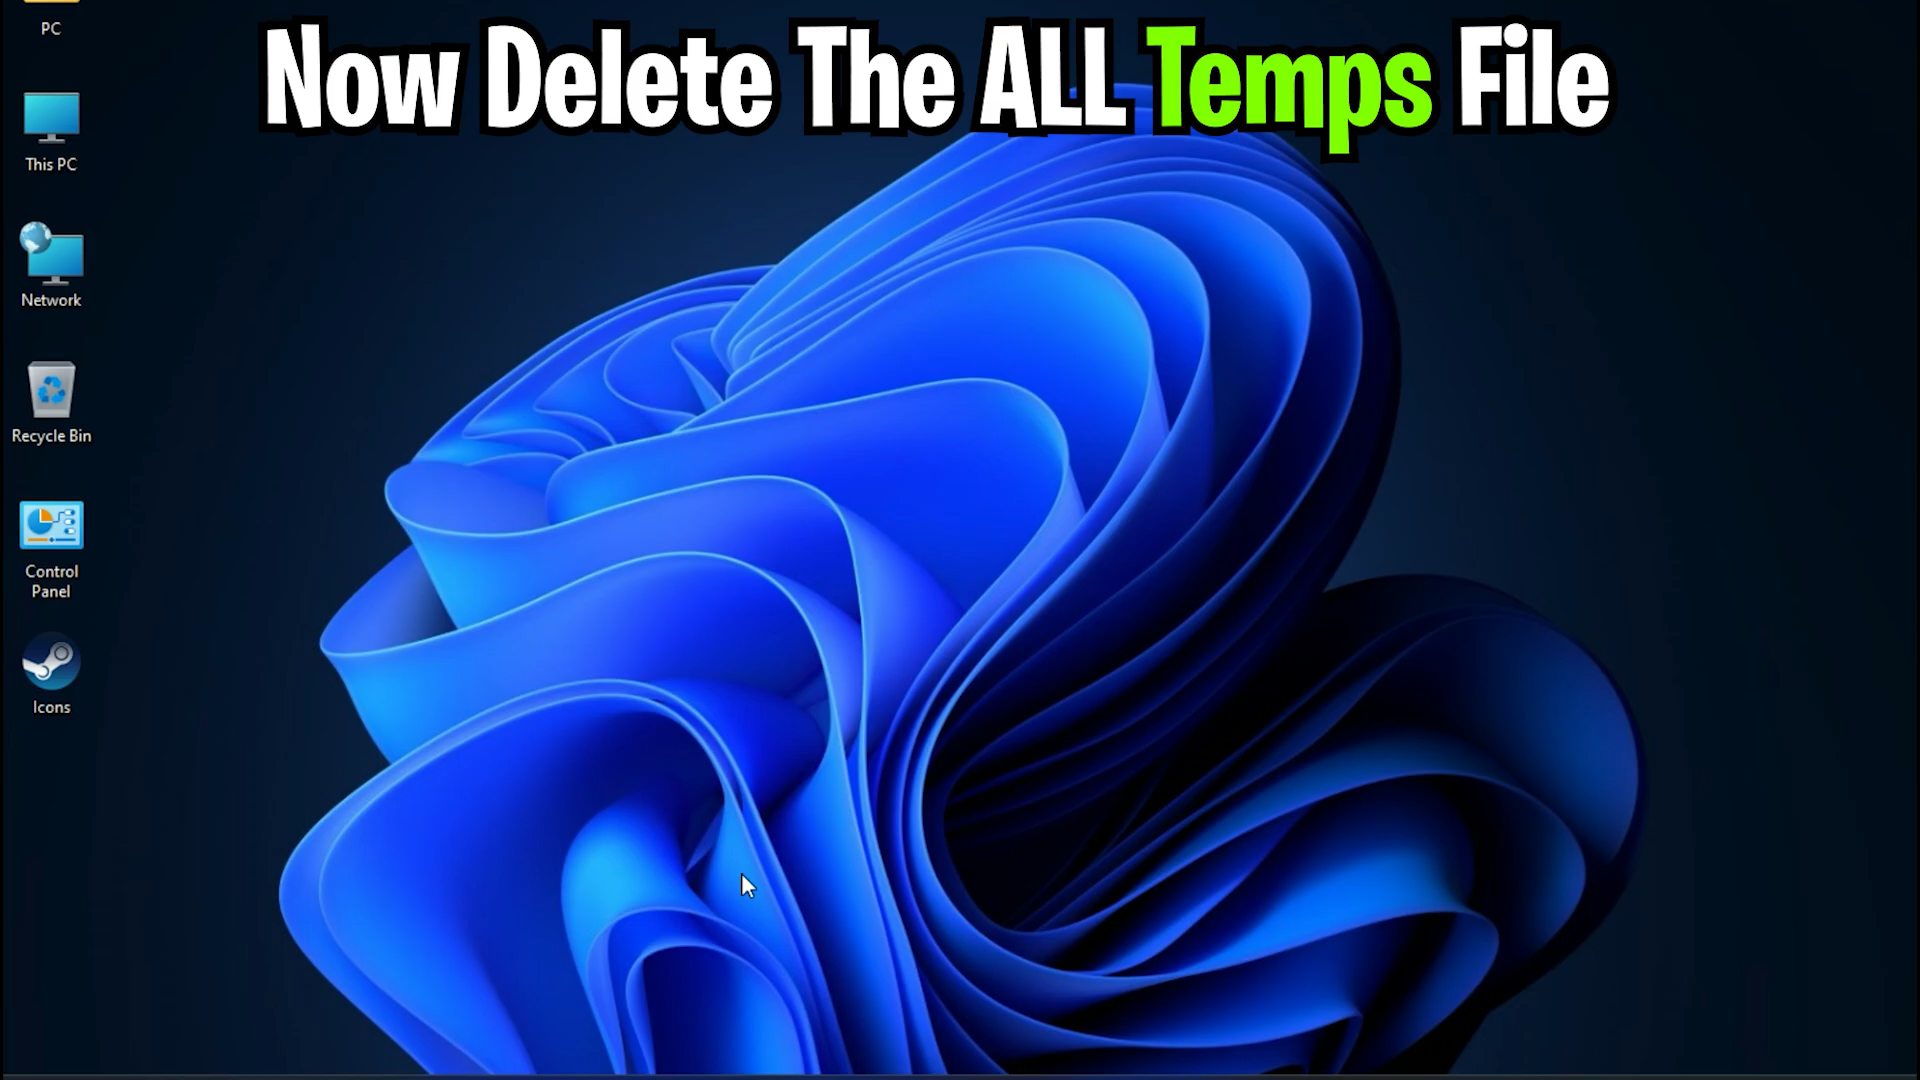 Now Delete The ALL Temps File
PC
This PC
Network
Recycle Bin
Control
Panel
Icons